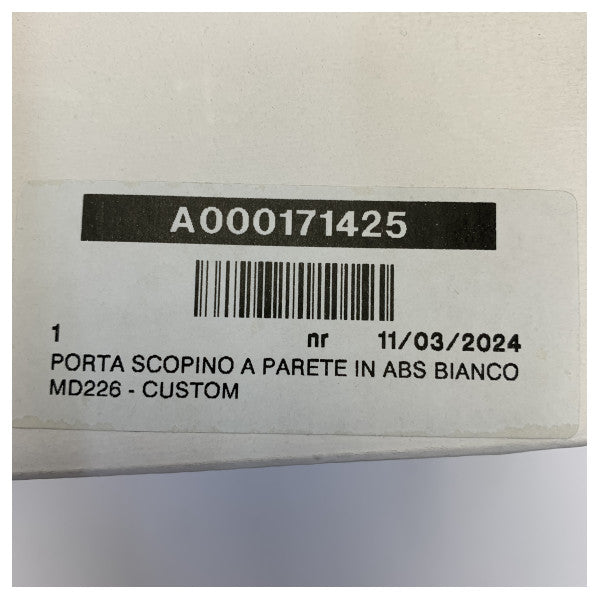 A000171425
1 nr 11/03/2024
PORTA SCOPINO A PARETE IN ABS BIANCO
MD226 - CUSTOM